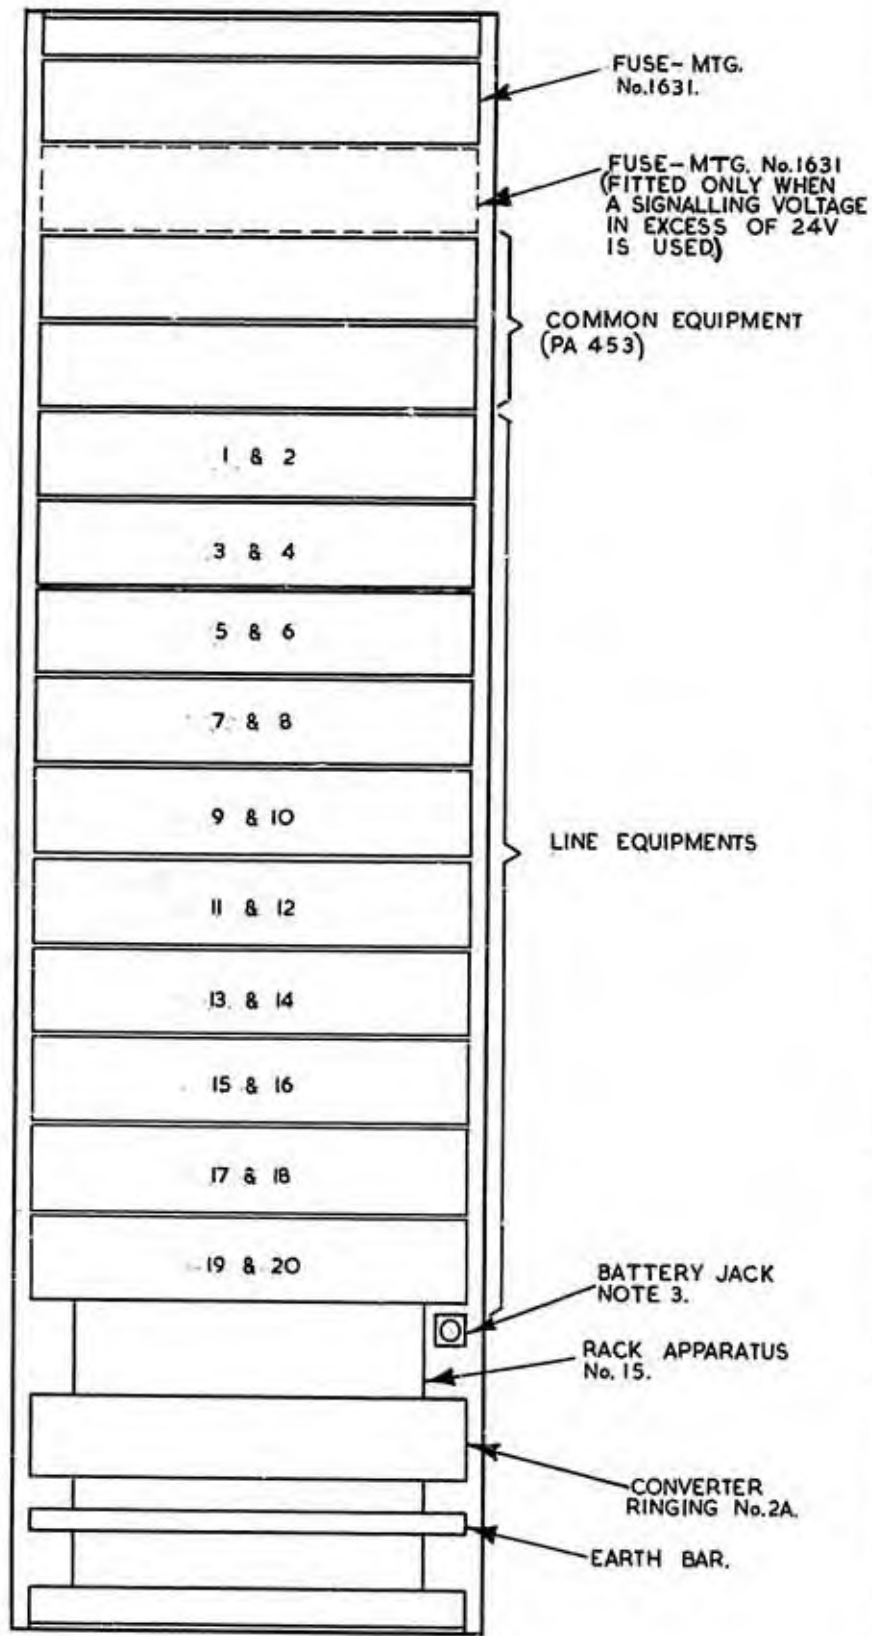 FUSE-MTG.
No.1631.
FUSE-MTG. No.1631
(FITTED ONLY WHEN
A SIGNALLING VOLTAGE
IN EXCESS OF 24V
IS USED)
COMMON EQUIPMENT
(PA 453)
1 & 2
3 & 4
5 & 6
7 & 8
9 & 10
LINE EQUIPMENTS
11 & 12
13 & 14
15 & 16
17 & 18
19 & 20
BATTERY JACK
NOTE 3.
RACK APPARATUS
No. 15.
CONVERTER
RINGING No.2A.
EARTH BAR.